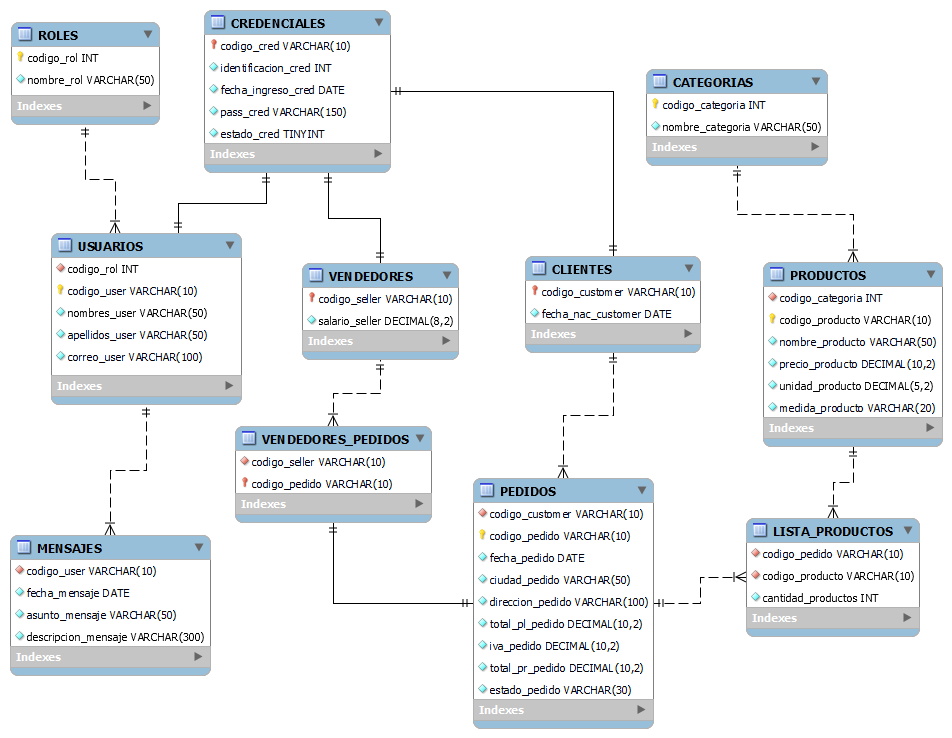 ROLES
codigo_rol INT
nombre_rol VARCHAR(50)
Indexes
CREDENCIALES
codigo_cred VARCHAR(10)
identificacion_cred INT
fecha_ingreso_cred DATE
pass_cred VARCHAR(150)
estado_cred TINYINT
Indexes
CATEGORIAS
codigo_categoria INT
nombre_categoria VARCHAR(50)
Indexes
USUARIOS
codigo_rol INT
codigo_user VARCHAR(10)
nombres_user VARCHAR(50)
apellidos_user VARCHAR(50)
correo_user VARCHAR(100)
Indexes
VENDEDORES
codigo_seller VARCHAR(10)
salario_seller DECIMAL(8,2)
Indexes
CLIENTES
codigo_customer VARCHAR(10)
fecha_nac_customer DATE
Indexes
PRODUCTOS
codigo_categoria INT
codigo_producto VARCHAR(10)
nombre_producto VARCHAR(50)
precio_producto DECIMAL(10,2)
unidad_producto DECIMAL(5,2)
medida_producto VARCHAR(20)
Indexes
VENDEDORES_PEDIDOS
codigo_seller VARCHAR(10)
codigo_pedido VARCHAR(10)
Indexes
PEDIDOS
codigo_customer VARCHAR(10)
codigo_pedido VARCHAR(10)
fecha_pedido DATE
ciudad_pedido VARCHAR(50)
direccion_pedido VARCHAR(100)
total_pl_pedido DECIMAL(10,2)
iva_pedido DECIMAL(10,2)
total_pr_pedido DECIMAL(10,2)
estado_pedido VARCHAR(30)
Indexes
LISTA_PRODUCTOS
codigo_pedido VARCHAR(10)
codigo_producto VARCHAR(10)
cantidad_productos INT
Indexes
MENSAJES
codigo_user VARCHAR(10)
fecha_mensaje DATE
asunto_mensaje VARCHAR(50)
descripcion_mensaje VARCHAR(300)
Indexes